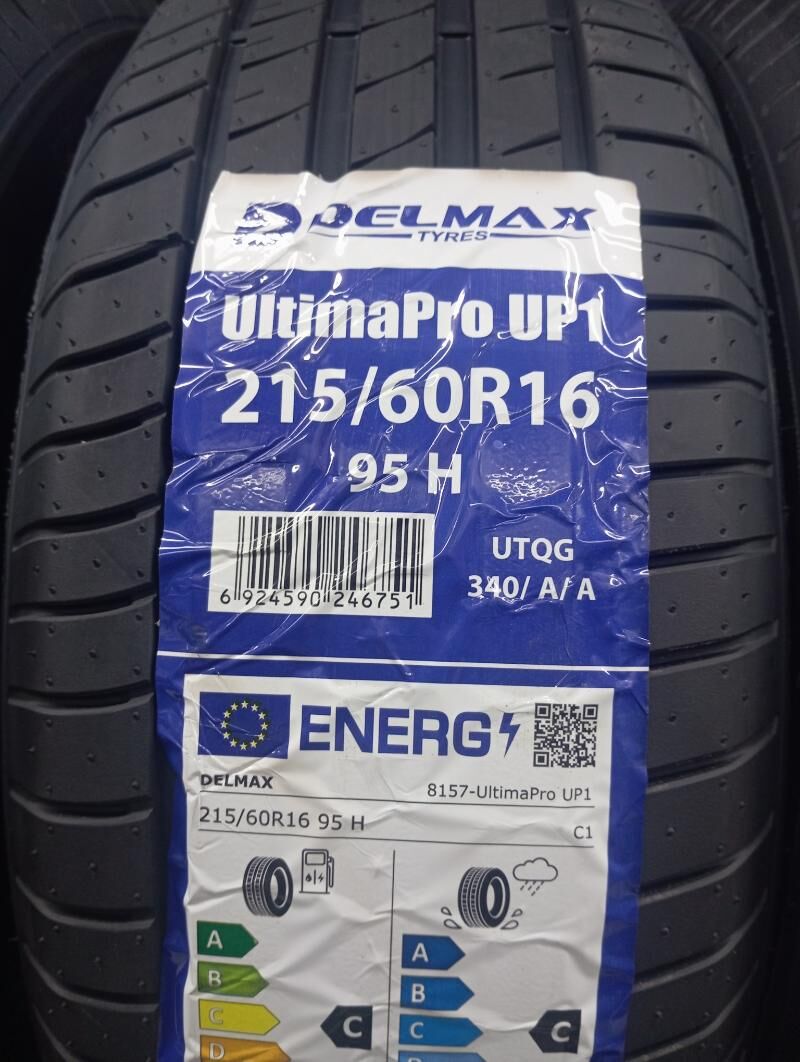 DELMAX
TYRES
UltimaPro UP1
215/60R16
95 H
UTQG
340/ A/ A
6 924590 246751
ENERG
DELMAX
8157-UltimaPro UP1
215/60R16 95 H
C1
A
A
B
B
C
C
C
C
D